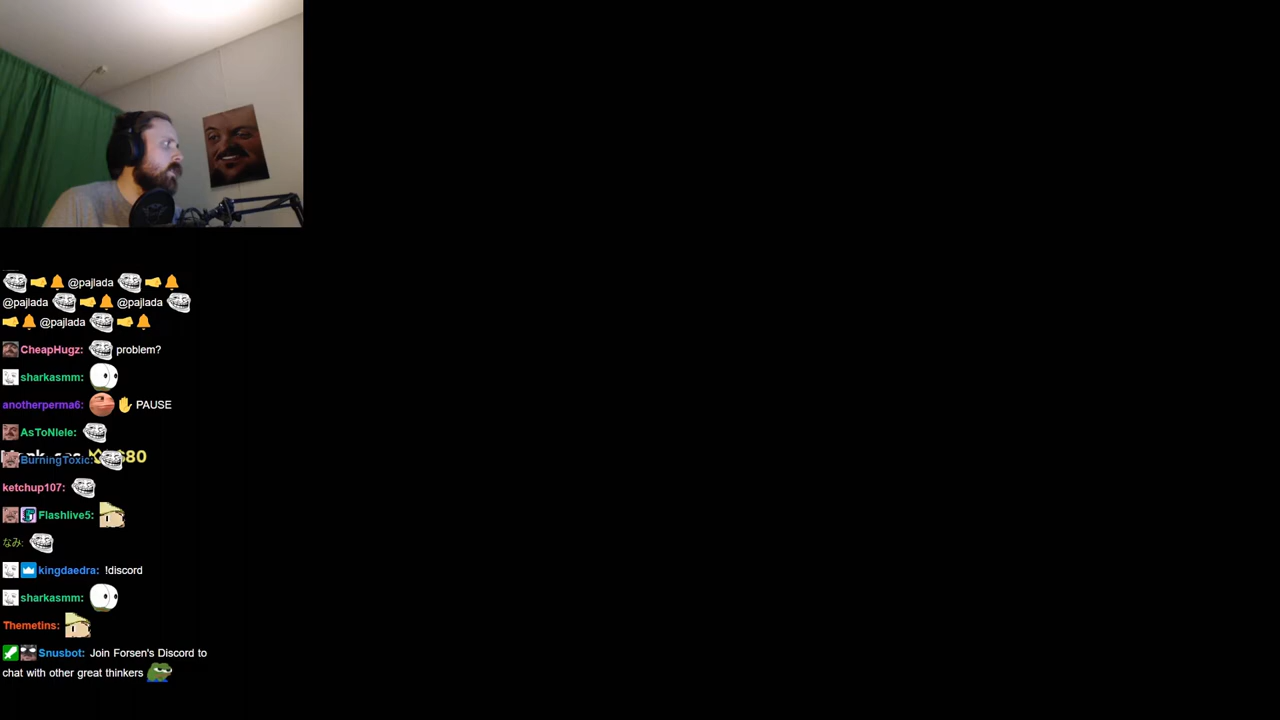 @pajlada
@pajlada @pajlada
@pajlada
CheapHugz: problem?
sharkasmm:
anotherperma6: PAUSE
AsToNlele:
BurningToxic:
ketchup107:
Flashlive5:
なみ:
kingdaedra: !discord
sharkasmm:
Themetins:
Snusbot: Join Forsen's Discord to
chat with other great thinkers